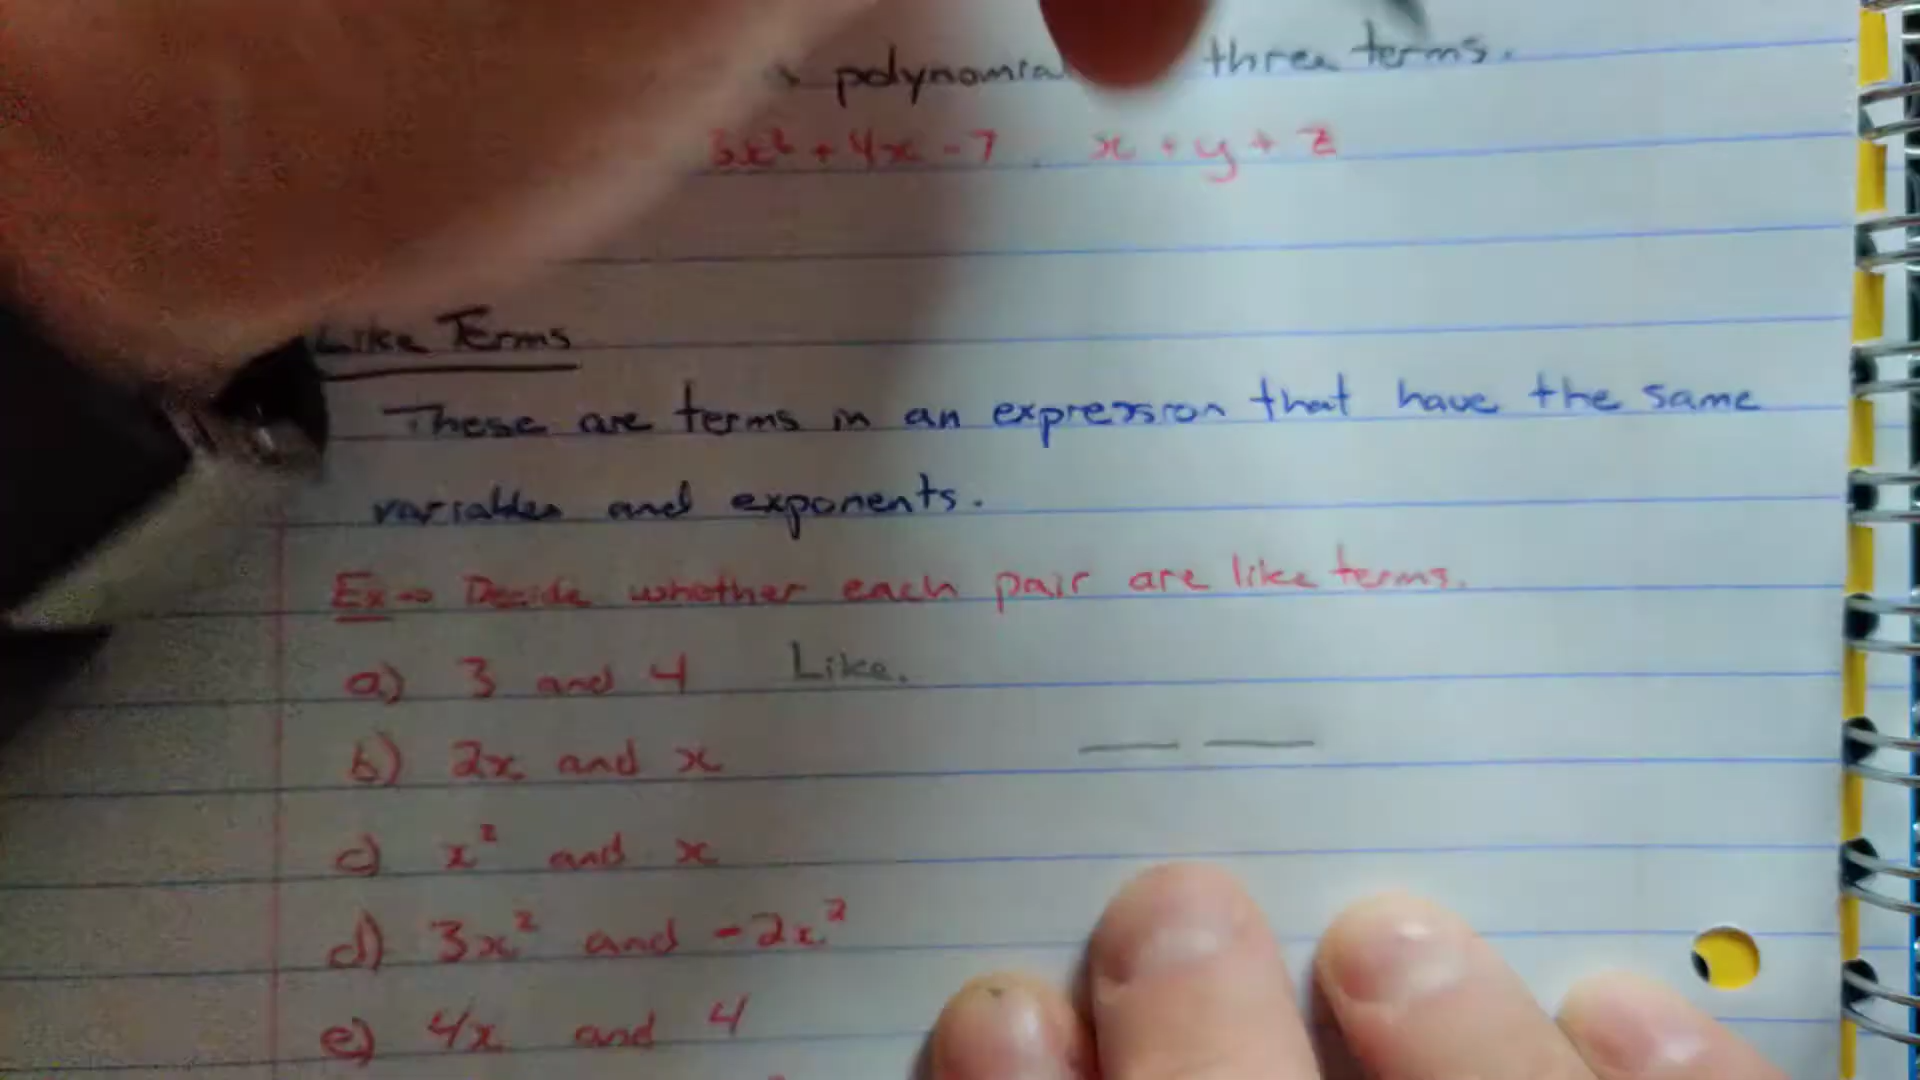 polynomial three terms.
3x² + 4x - 7, x + y + z
Like Terms
These are terms in an expression that have the same
variables and exponents.
Ex → Decide whether each pair are like terms.
a) 3 and 4 Like.
b) 2x and x
c) x² and x
d) 3x² and -2x²
e) 4x and 4